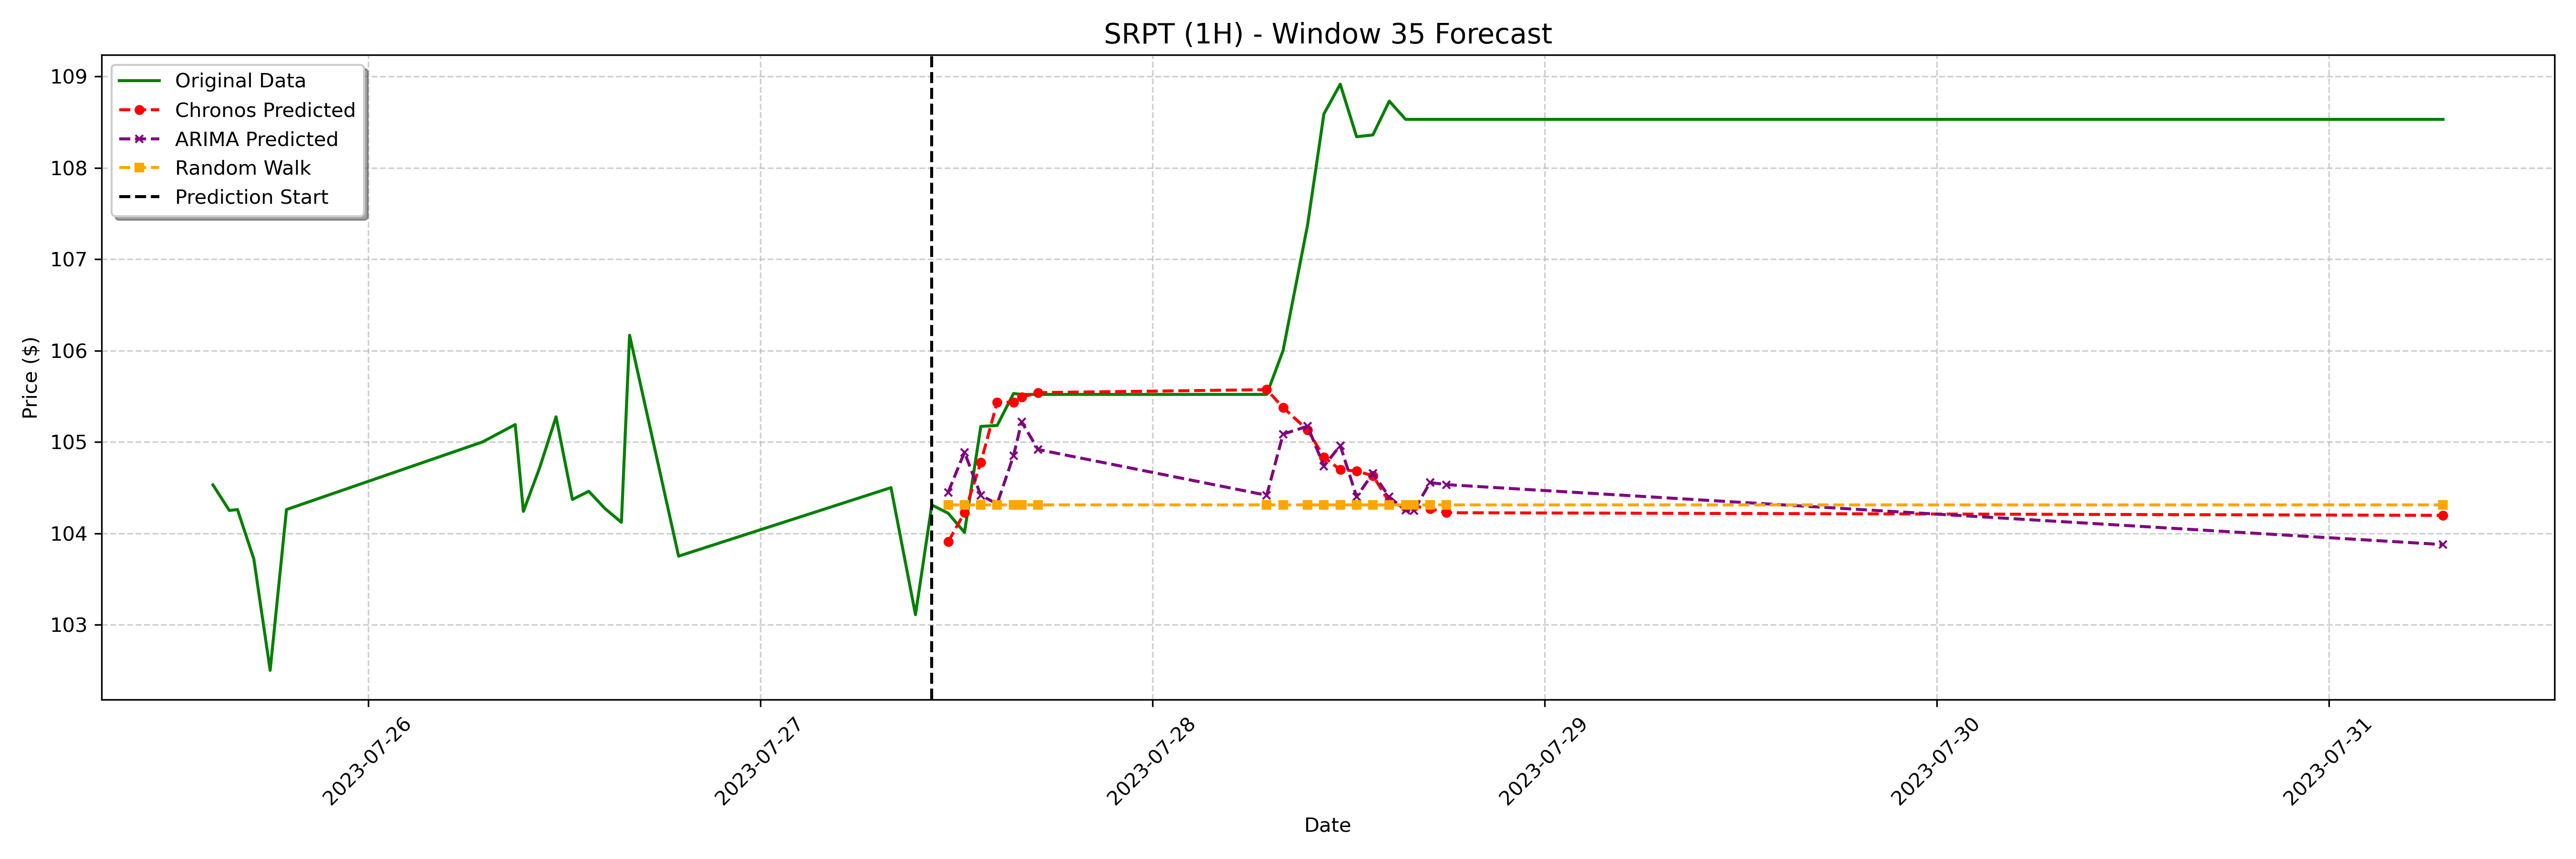 SRPT (1H) - Window 35 Forecast
Original Data
Chronos Predicted
ARIMA Predicted
Random Walk
Prediction Start
109
108
107
106
105
104
103
Price ($)
2023-07-26
2023-07-27
2023-07-28
2023-07-29
2023-07-30
2023-07-31
Date